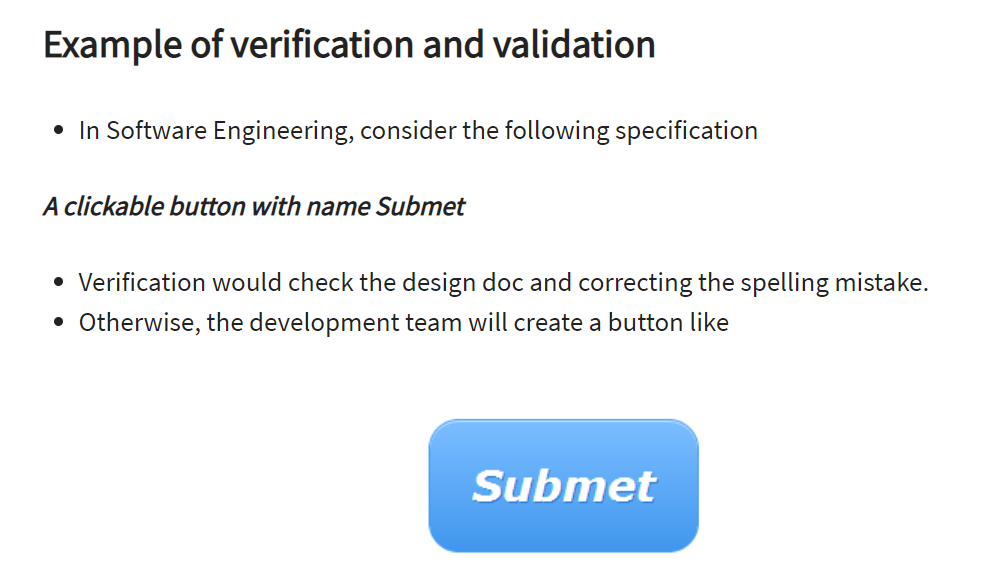 Example of verification and validation
In Software Engineering, consider the following specification
A clickable button with name Submet
Verification would check the design doc and correcting the spelling mistake.
Otherwise, the development team will create a button like
Submet